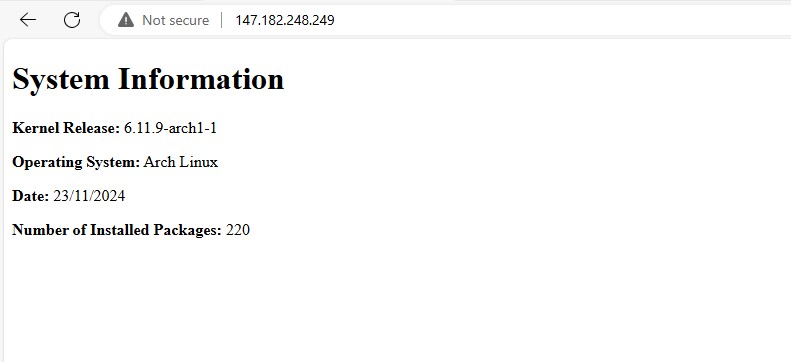 Not secure 147.182.248.249
System Information
Kernel Release: 6.11.9-arch1-1
Operating System: Arch Linux
Date: 23/11/2024
Number of Installed Packages: 220